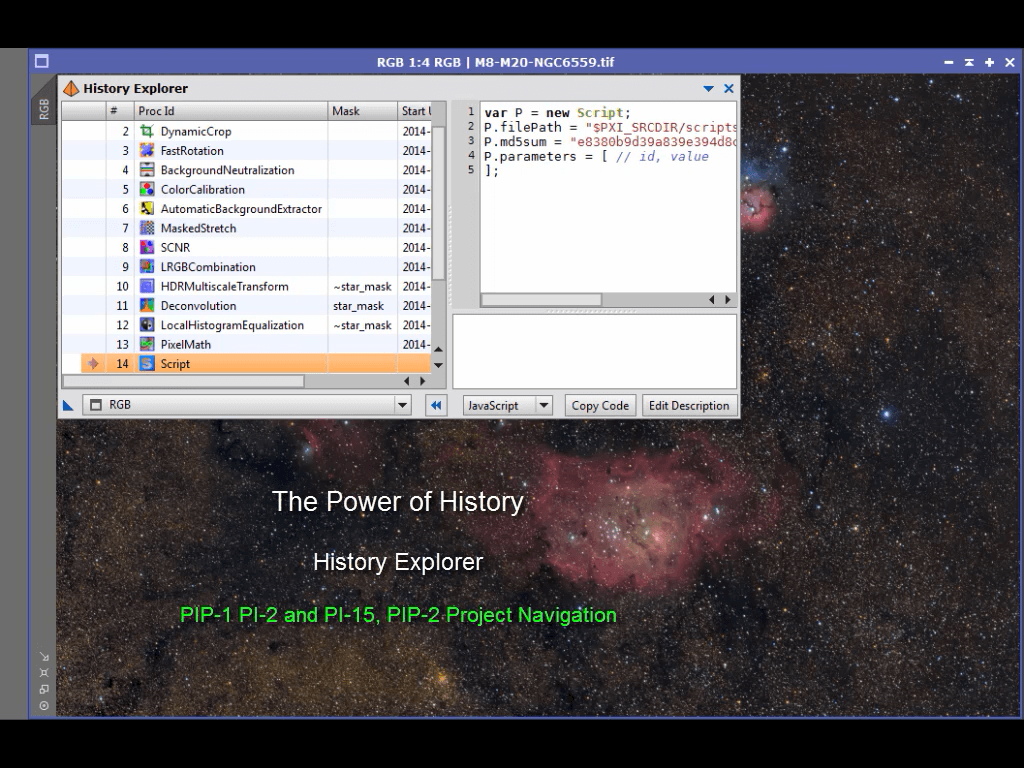 RGB 1:4 RGB | M8-M20-NGC6559.tif
RGB
History Explorer
# Proc Id Mask Start U
2 DynamicCrop 2014-
3 FastRotation 2014-
4 BackgroundNeutralization 2014-
5 ColorCalibration 2014-
6 AutomaticBackgroundExtractor 2014-
7 MaskedStretch 2014-
8 SCNR 2014-
9 LRGBCombination 2014-
10 HDRMultiscaleTransform ~star_mask 2014-
11 Deconvolution star_mask 2014-
12 LocalHistogramEqualization ~star_mask 2014-
13 PixelMath 2014-
14 Script
1 var P = new Script;
2 P.filePath = "$PXI_SRCDIR/scripts
3 P.md5sum = "e8380b9d39a839e394d8c
4 P.parameters = [ // id, value
5 ];
RGB
JavaScript Copy Code Edit Description
The Power of History
History Explorer
PIP-1 PI-2 and PI-15, PIP-2 Project Navigation